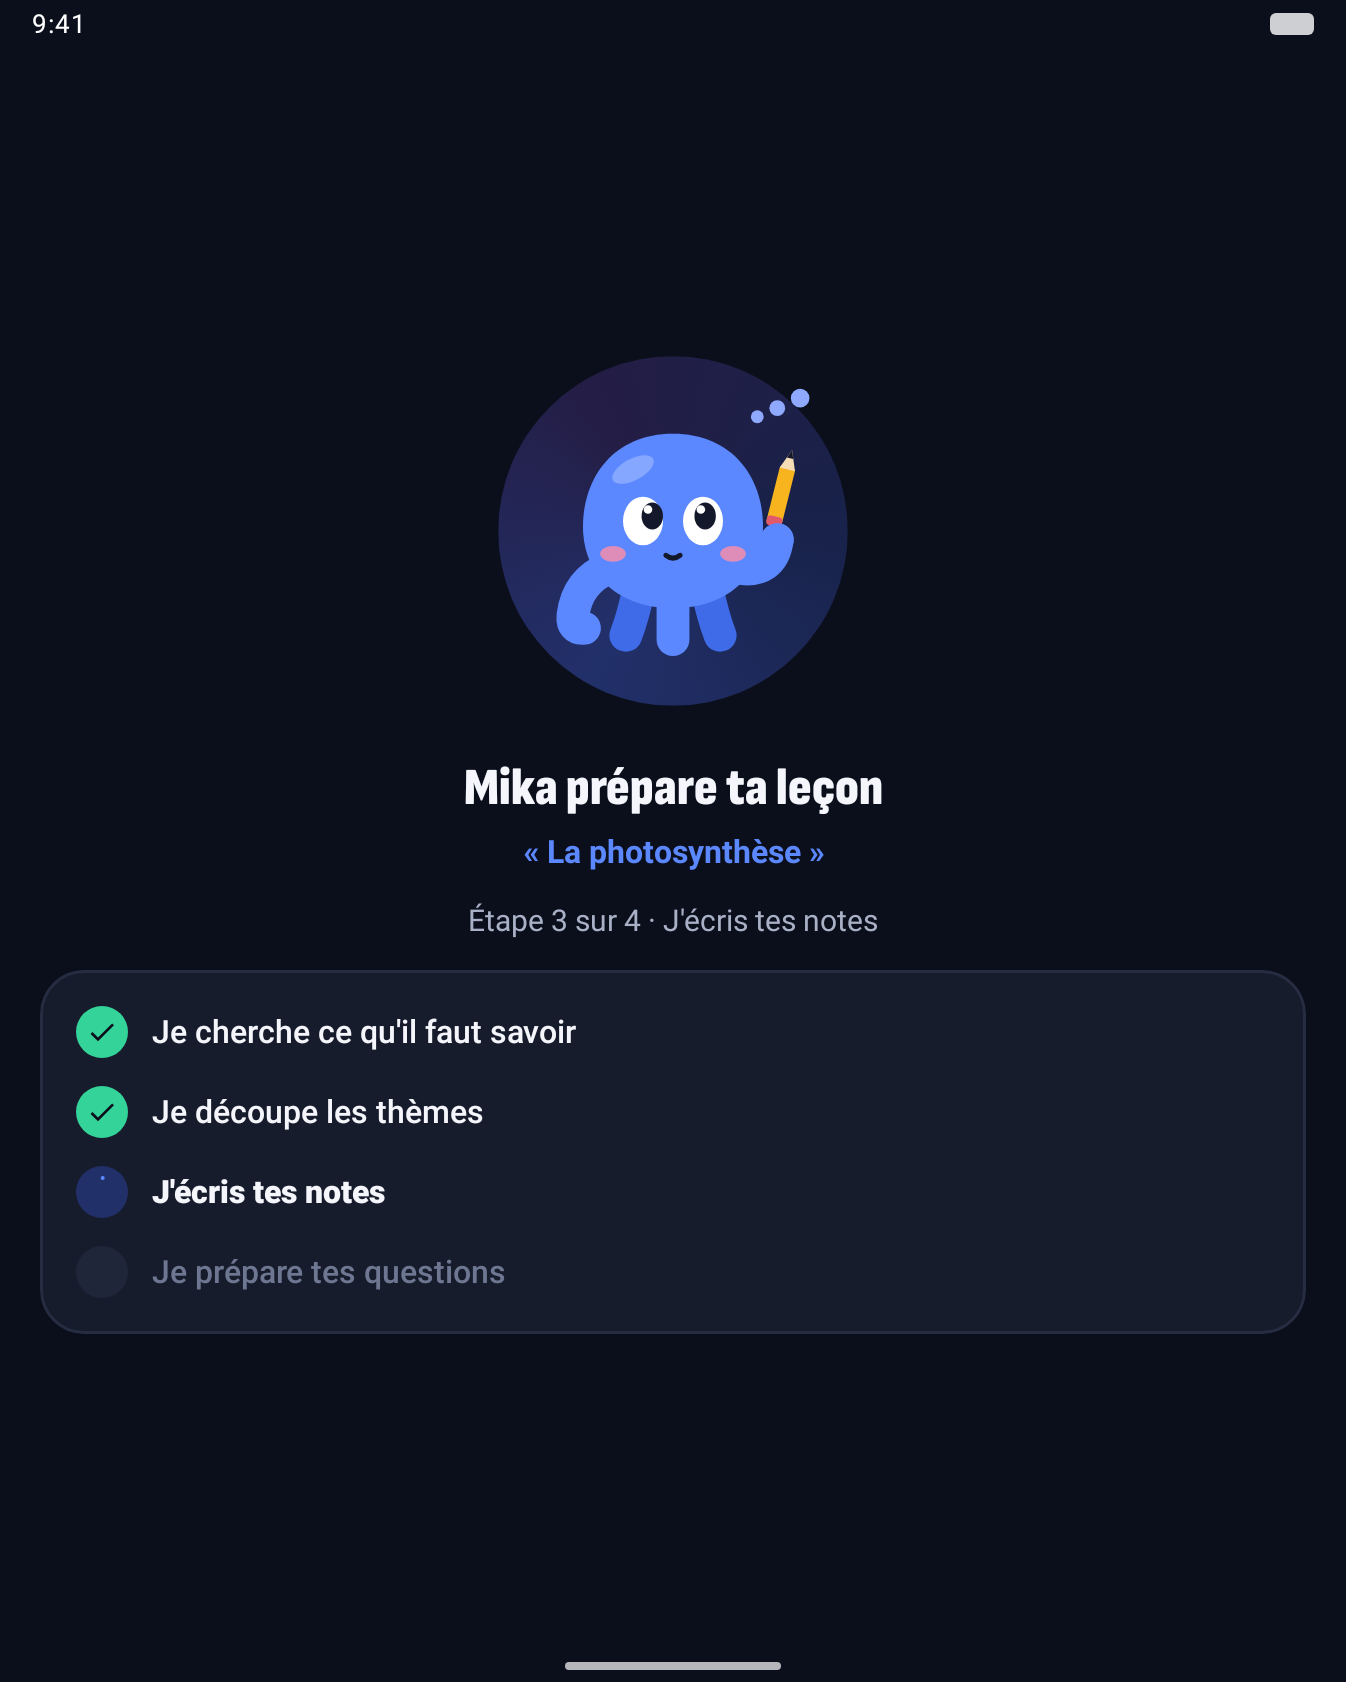 9:41
Mika prépare ta leçon
« La photosynthèse »
Étape 3 sur 4 · J'écris tes notes
Je cherche ce qu'il faut savoir
Je découpe les thèmes
J'écris tes notes
Je prépare tes questions